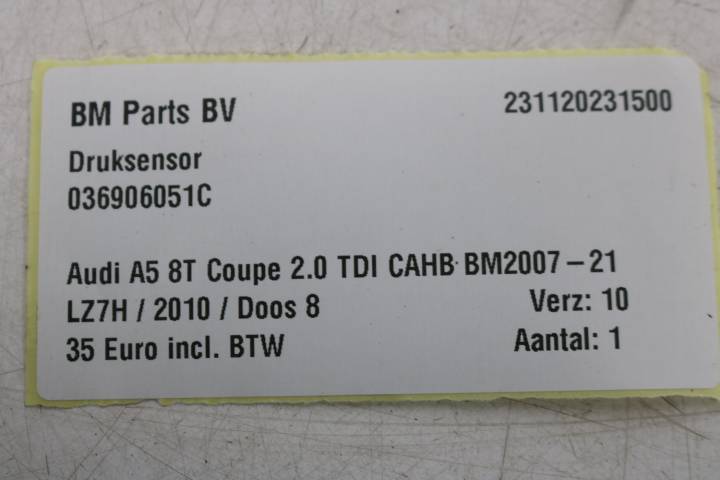 BM Parts BV 231120231500
Druksensor
036906051C
Audi A5 8T Coupe 2.0 TDI CAHB BM2007-21
LZ7H / 2010 / Doos 8 Verz: 10
35 Euro incl. BTW Aantal: 1